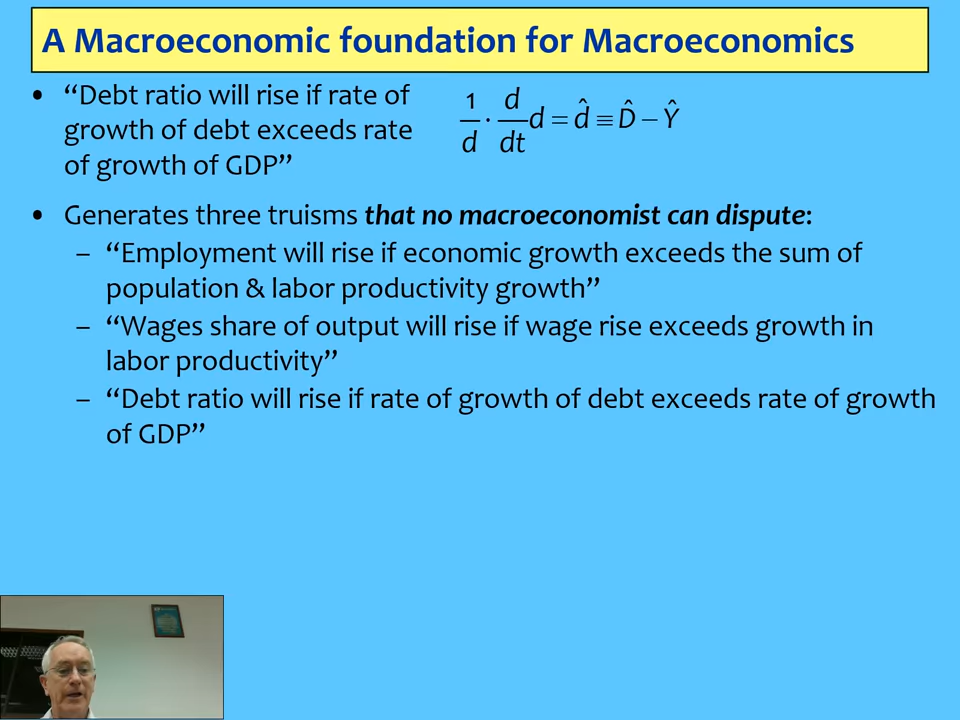 A Macroeconomic foundation for Macroeconomics
• “Debt ratio will rise if rate of
growth of debt exceeds rate
of growth of GDP”
1/d · d/dt d = d̂ ≡ D̂ − Ŷ
• Generates three truisms that no macroeconomist can dispute:
– “Employment will rise if economic growth exceeds the sum of
population & labor productivity growth”
– “Wages share of output will rise if wage rise exceeds growth in
labor productivity”
– “Debt ratio will rise if rate of growth of debt exceeds rate of growth
of GDP”